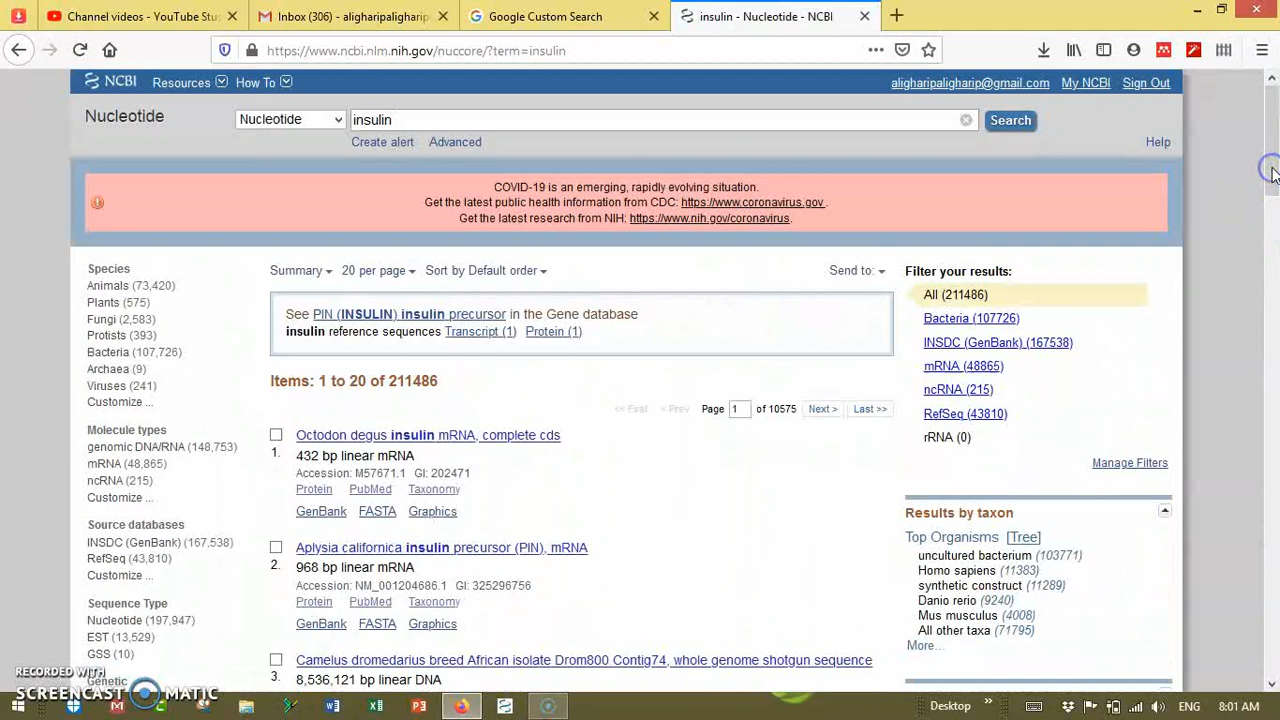 Channel videos - YouTube Stu
Inbox (306) - aligharipaligharip
Google Custom Search
insulin - Nucleotide - NCBI
https://www.ncbi.nlm.nih.gov/nuccore/?term=insulin
NCBI Resources How To
aligharipaligharip@gmail.com My NCBI Sign Out
Nucleotide
Nucleotide
insulin
Search
Create alert Advanced
Help
COVID-19 is an emerging, rapidly evolving situation.
Get the latest public health information from CDC: https://www.coronavirus.gov .
Get the latest research from NIH: https://www.nih.gov/coronavirus.
Species
Animals (73,420)
Plants (575)
Fungi (2,583)
Protists (393)
Bacteria (107,726)
Archaea (9)
Viruses (241)
Customize ...
Molecule types
genomic DNA/RNA (148,753)
mRNA (48,865)
ncRNA (215)
Customize ...
Source databases
INSDC (GenBank) (167,538)
RefSeq (43,810)
Customize ...
Sequence Type
Nucleotide (197,947)
EST (13,529)
GSS (10)
Genetic
Summary 20 per page Sort by Default order
Send to:
See PIN (INSULIN) insulin precursor in the Gene database
insulin reference sequences Transcript (1) Protein (1)
Items: 1 to 20 of 211486
<< First < Prev Page 1 of 10575 Next > Last >>
Octodon degus insulin mRNA, complete cds
1.
432 bp linear mRNA
Accession: M57671.1 GI: 202471
Protein PubMed Taxonomy
GenBank FASTA Graphics
Aplysia californica insulin precursor (PIN), mRNA
2.
968 bp linear mRNA
Accession: NM_001204686.1 GI: 325296756
Protein PubMed Taxonomy
GenBank FASTA Graphics
Camelus dromedarius breed African isolate Drom800 Contig74, whole genome shotgun sequence
3.
8,536,121 bp linear DNA
Filter your results:
All (211486)
Bacteria (107726)
INSDC (GenBank) (167538)
mRNA (48865)
ncRNA (215)
RefSeq (43810)
rRNA (0)
Manage Filters
Results by taxon
Top Organisms [Tree]
uncultured bacterium (103771)
Homo sapiens (11383)
synthetic construct (11289)
Danio rerio (9240)
Mus musculus (4008)
All other taxa (71795)
More...
RECORDED WITH
SCREENCAST MATIC
Desktop
ENG
8:01 AM